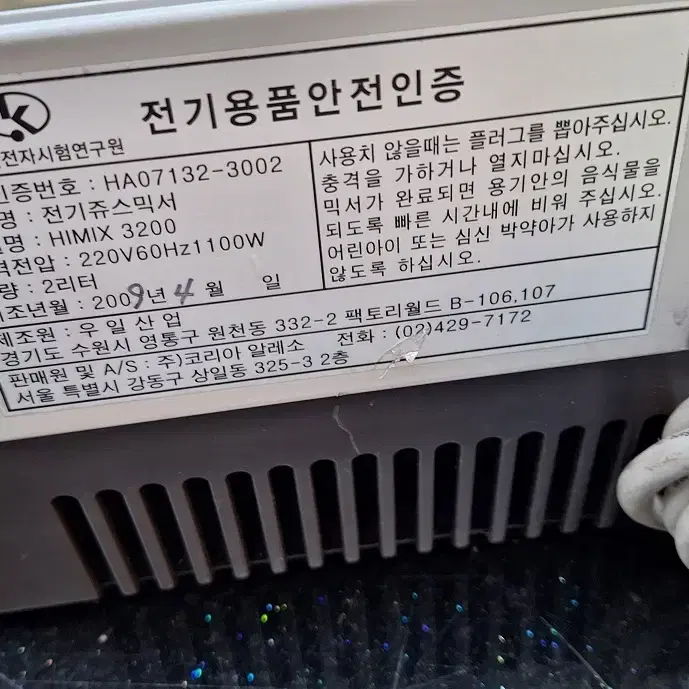 전기용품안전인증
전자시험연구원
인증번호 : HA07132-3002
명 : 전기쥬스믹서
명 : HIMIX 3200
격전압 : 220V60Hz1100W
량 : 2리터
제조년월 : 2009년 4월 일
사용치 않을때는 플러그를 뽑아주십시오.
충격을 가하거나 열지마십시오.
믹서가 완료되면 용기안의 음식물을
되도록 빠른 시간내에 비워 주십시오.
어린아이 또는 심신 박약아가 사용하지
않도록 하십시오.
제조원 : 우일산업
경기도 수원시 영통구 원천동 332-2 팩토리월드 B-106,107
판매원 및 A/S : 주)코리아 알레소 전화 : (02)429-7172
서울 특별시 강동구 상일동 325-3 2층